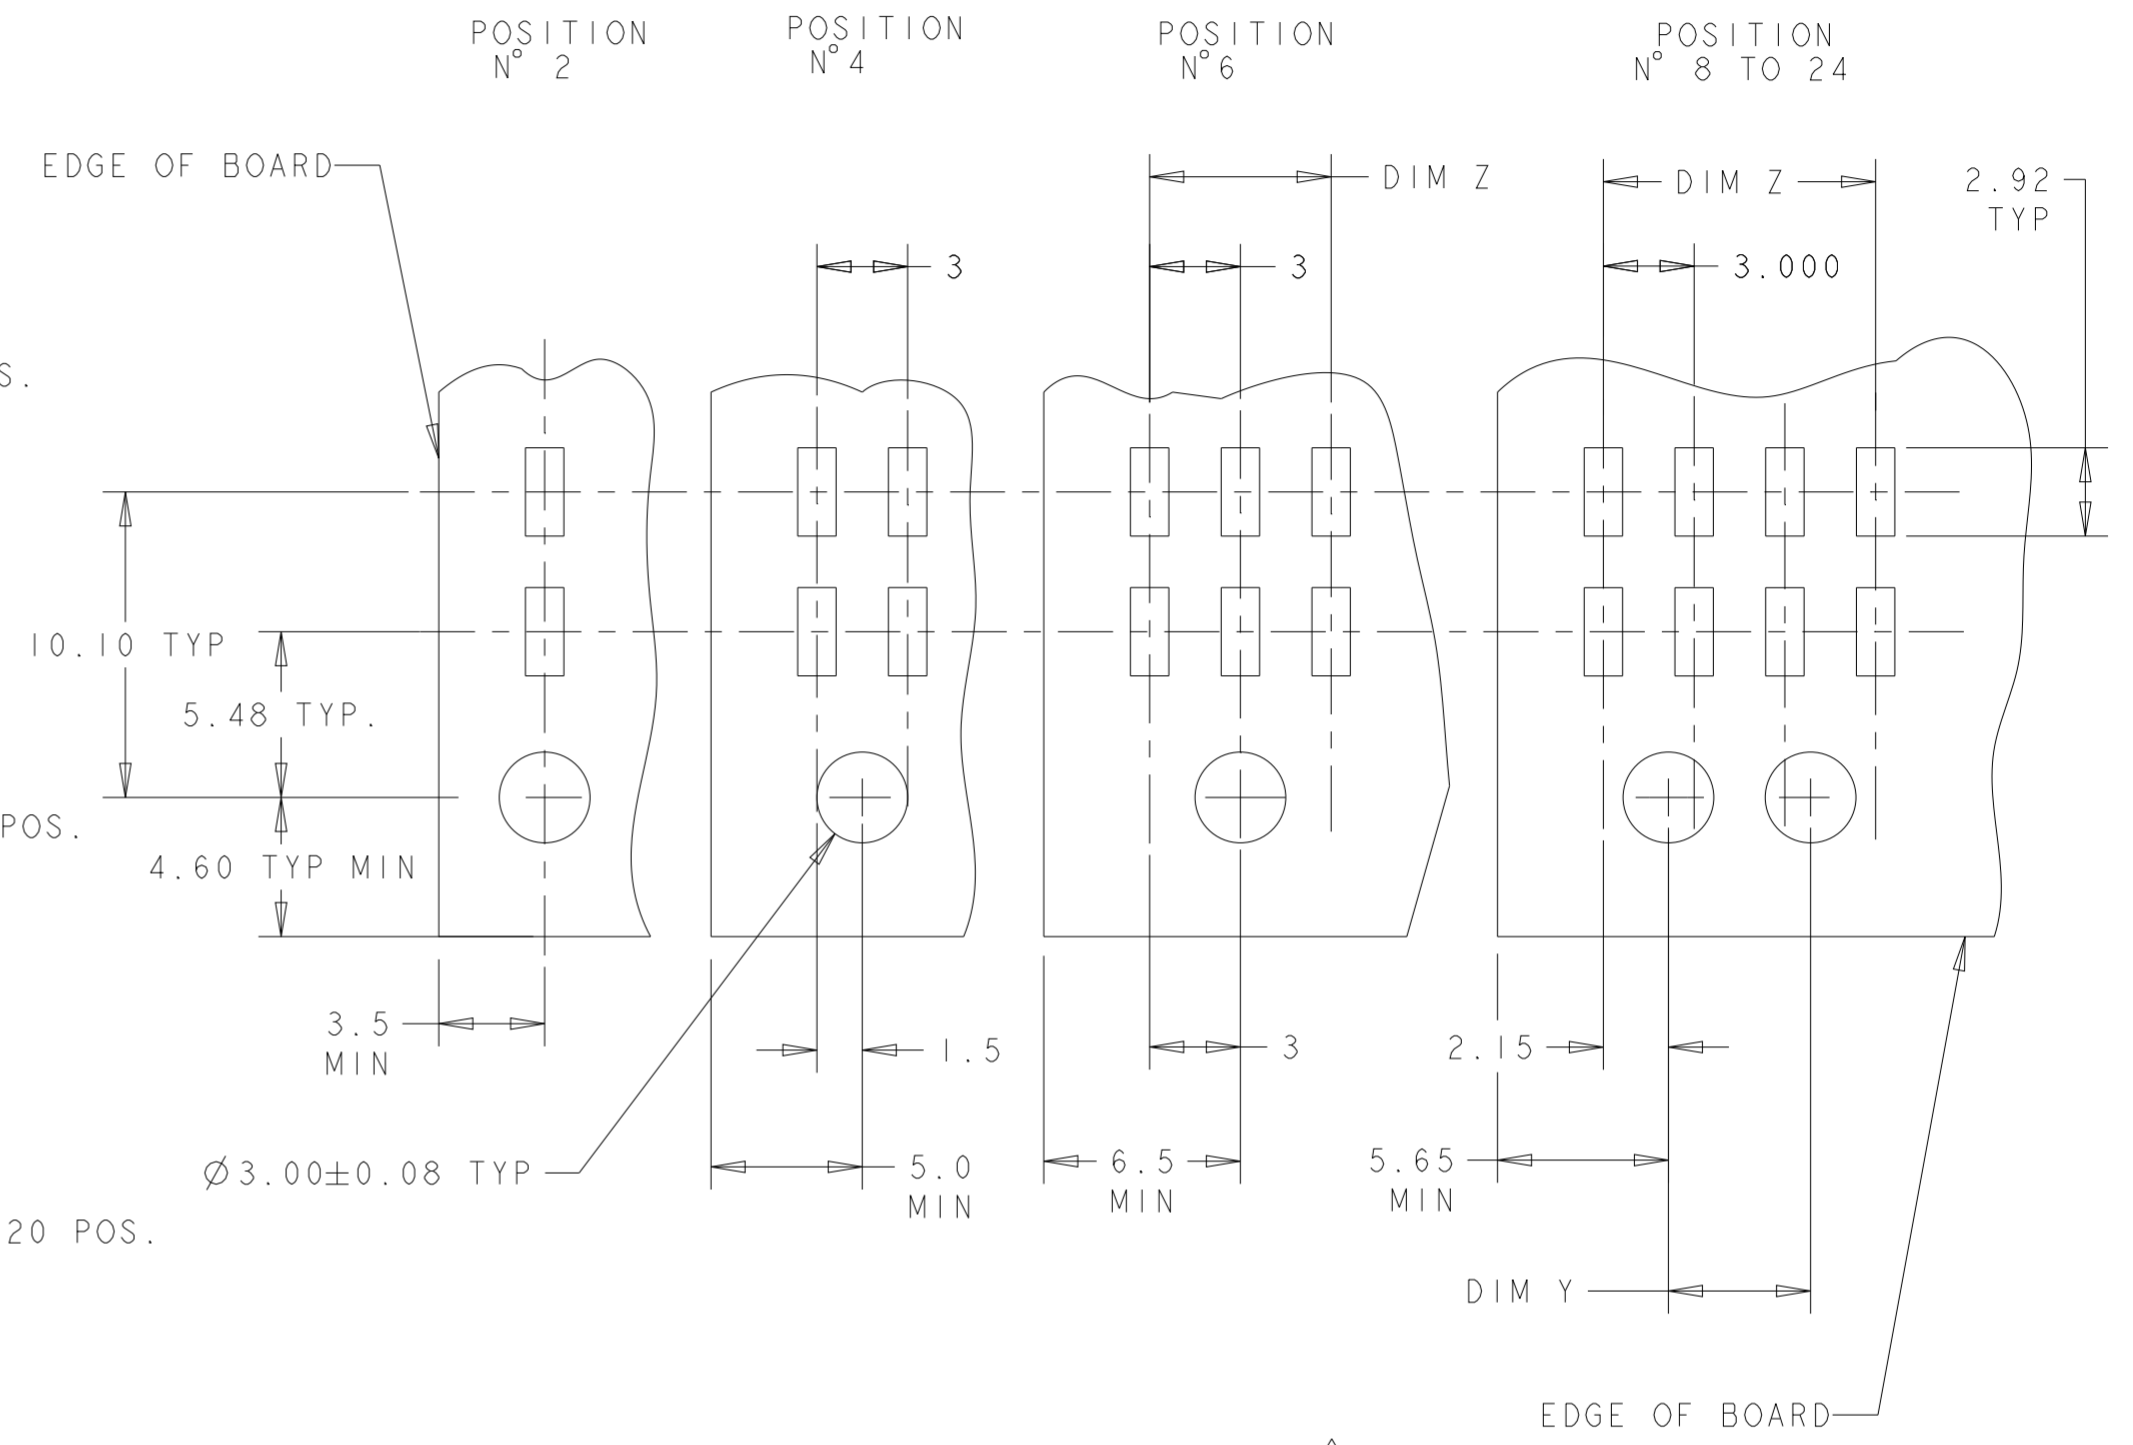 POSITION
N° 2
POSITION
N°4
POSITION
N°6
POSITION
N° 8 TO 24
EDGE OF BOARD
DIM Z
DIM Z
2.92
TYP
3
3
3.000
S.
10.10 TYP
5.48 TYP.
POS.
4.60 TYP MIN
3.5
MIN
1.5
3
2.15
Ø3.00±0.08 TYP
5.0
MIN
6.5
MIN
5.65
MIN
20 POS.
DIM Y
EDGE OF BOARD